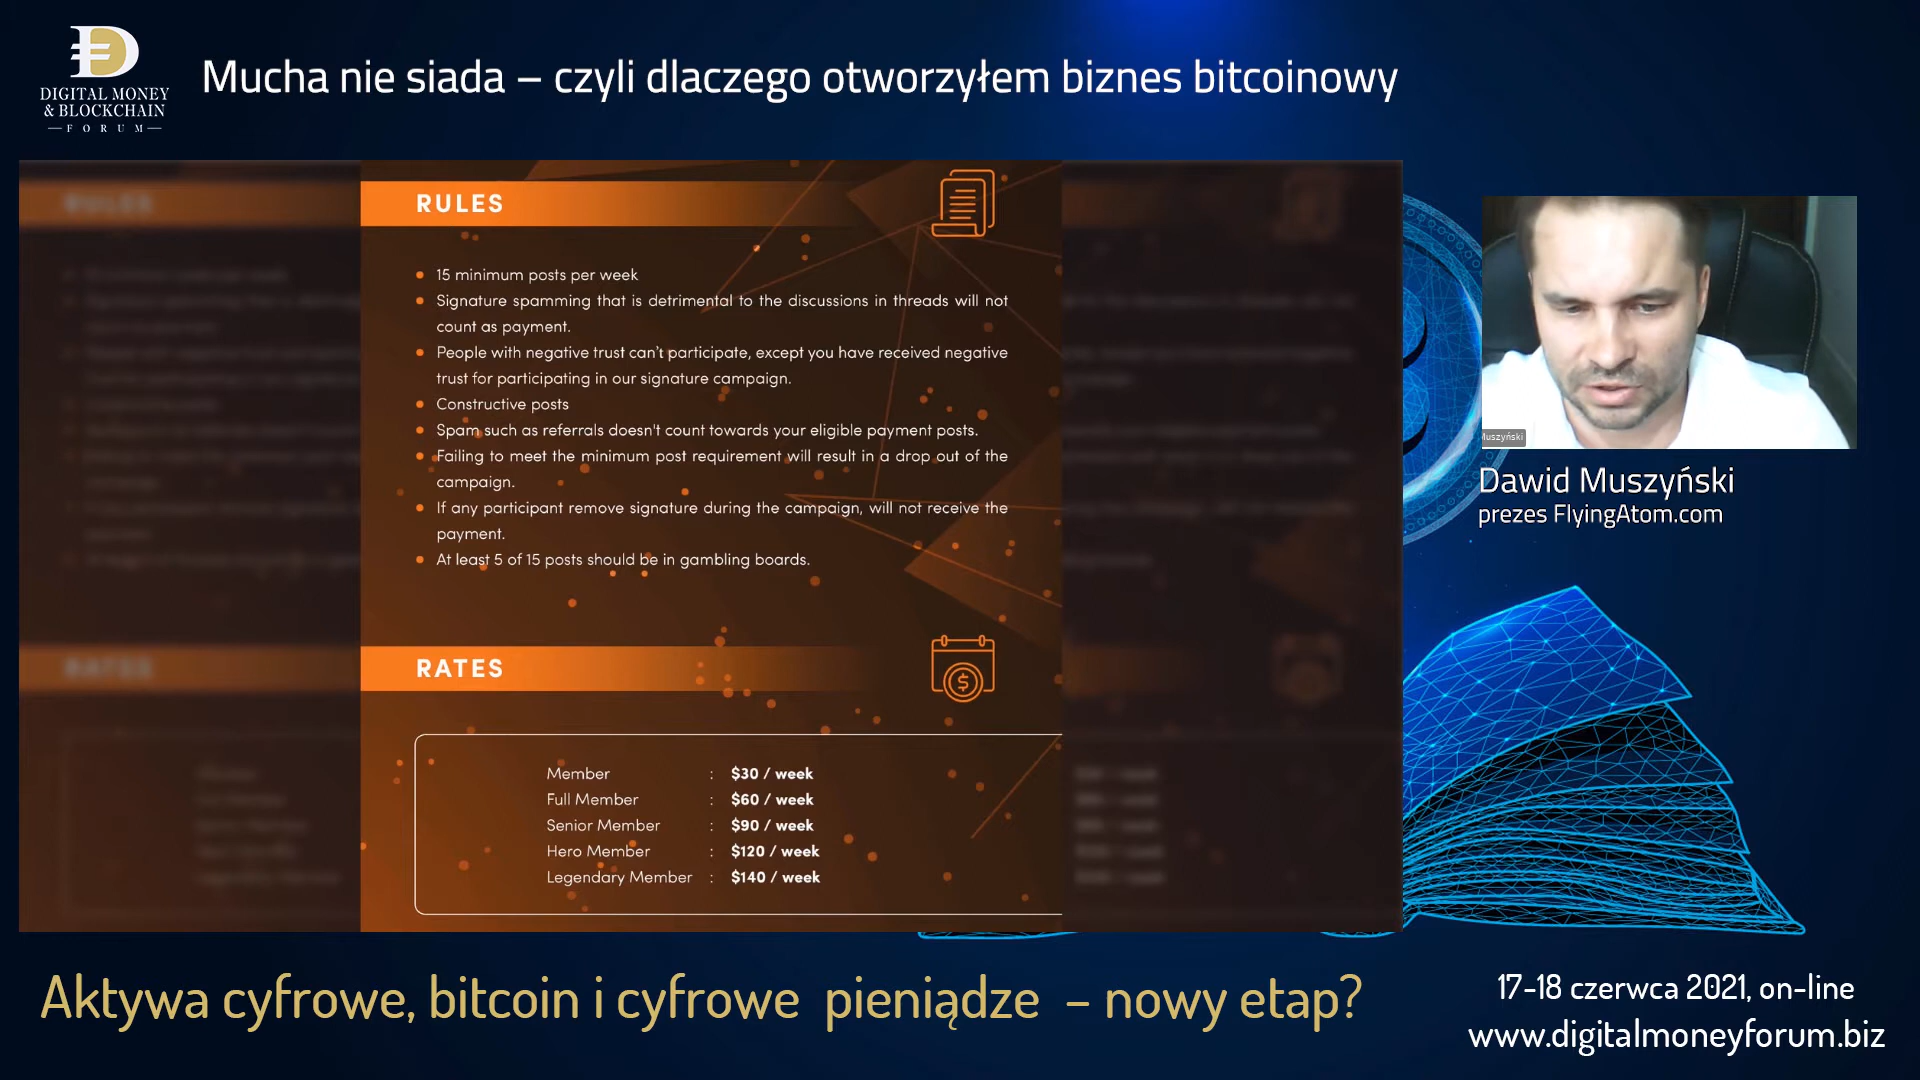 DIGITAL MONEY
& BLOCKCHAIN
FORUM
Mucha nie siada – czyli dlaczego otworzyłem biznes bitcoinowy
RULES
15 minimum posts per week
Signature spamming that is detrimental to the discussions in threads will not
count as payment.
People with negative trust can't participate, except you have received negative
trust for participating in our signature campaign.
Constructive posts
Spam such as referrals doesn't count towards your eligible payment posts.
Failing to meet the minimum post requirement will result in a drop out of the
campaign.
If any participant remove signature during the campaign, will not receive the
payment.
At least 5 of 15 posts should be in gambling boards.
RATES
Member : $30 / week
Full Member : $60 / week
Senior Member : $90 / week
Hero Member : $120 / week
Legendary Member : $140 / week
Muszyński
Dawid Muszyński
prezes FlyingAtom.com
Aktywa cyfrowe, bitcoin i cyfrowe pieniądze – nowy etap?
17-18 czerwca 2021, on-line
www.digitalmoneyforum.biz